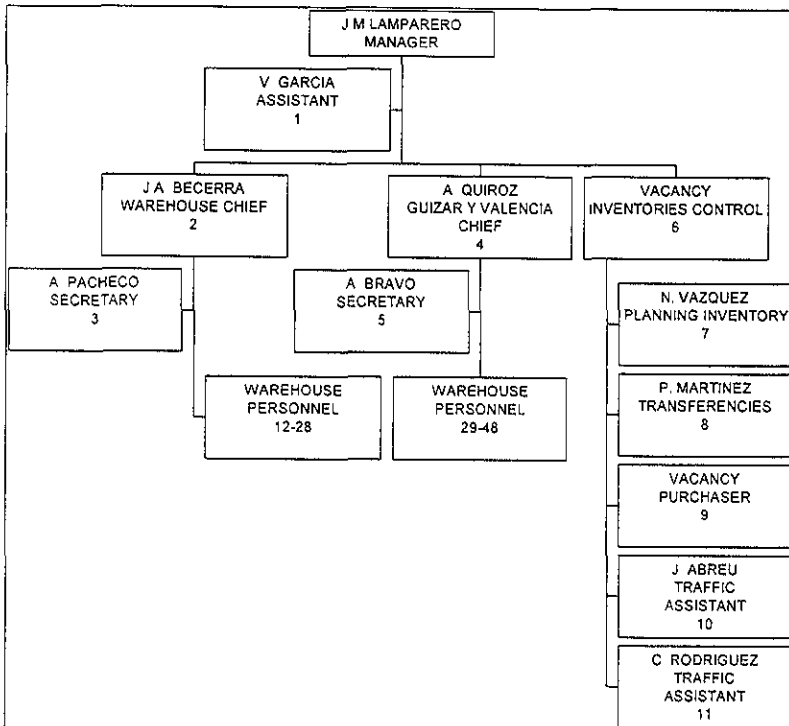 J M LAMPARERO
MANAGER
V GARCIA
ASSISTANT
1
J A BECERRA
WAREHOUSE CHIEF
2
A QUIROZ
GUIZAR Y VALENCIA
CHIEF
4
VACANCY
INVENTORIES CONTROL
6
A PACHECO
SECRETARY
3
A BRAVO
SECRETARY
5
N. VAZQUEZ
PLANNING INVENTORY
7
WAREHOUSE
PERSONNEL
12-28
WAREHOUSE
PERSONNEL
29-48
P. MARTINEZ
TRANSFERENCIES
8
VACANCY
PURCHASER
9
J ABREU
TRAFFIC
ASSISTANT
10
C RODRIGUEZ
TRAFFIC
ASSISTANT
11